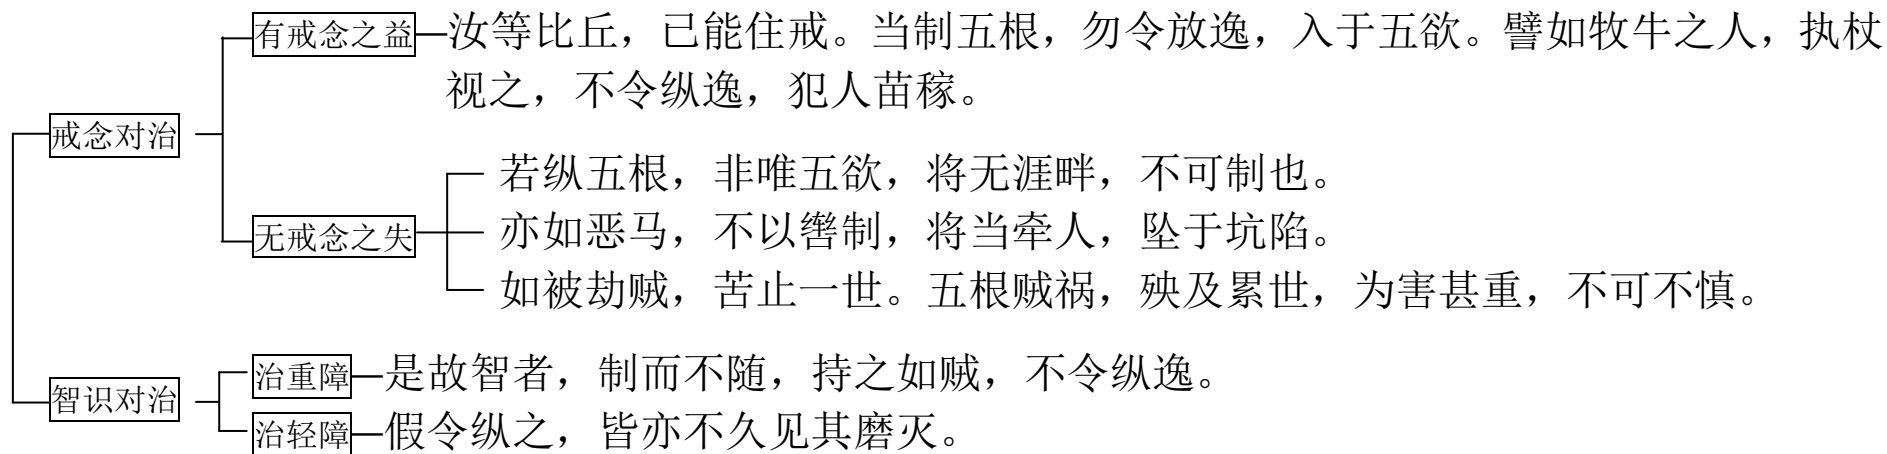 有戒念之益
汝等比丘，已能住戒。当制五根，勿令放逸，入于五欲。譬如牧牛之人，执杖
视之，不令纵逸，犯人苗稼。
戒念对治
若纵五根，非唯五欲，将无涯畔，不可制也。
无戒念之失
亦如恶马，不以辔制，将当牵人，坠于坑陷。
如被劫贼，苦止一世。五根贼祸，殃及累世，为害甚重，不可不慎。
智识对治
治重障
是故智者，制而不随，持之如贼，不令纵逸。
治轻障
假令纵之，皆亦不久见其磨灭。